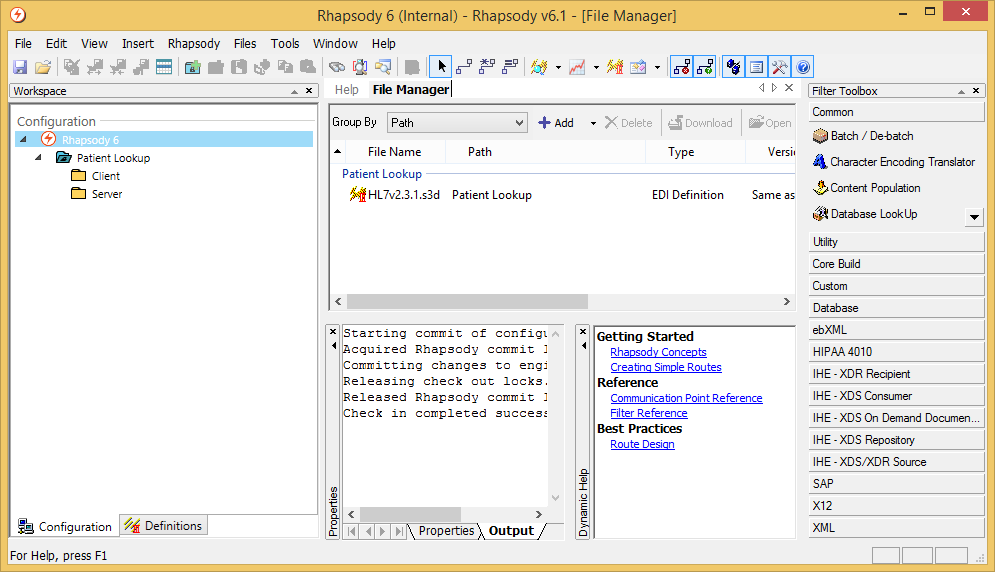 Rhapsody 6 (Internal) - Rhapsody v6.1 - [File Manager]
File Edit View Insert Rhapsody Files Tools Window Help
Workspace
Configuration
Rhapsody 6
Patient Lookup
Client
Server
Configuration Definitions
Help File Manager
Group By Path Add Delete Download Open
File Name Path Type Versi
Patient Lookup
HL7v2.3.1.s3d Patient Lookup EDI Definition Same as
Properties
Starting commit of configu
Acquired Rhapsody commit l
Committing changes to engi
Releasing check out locks.
Released Rhapsody commit l
Check in completed success
Properties Output
Dynamic Help
Getting Started
Rhapsody Concepts
Creating Simple Routes
Reference
Communication Point Reference
Filter Reference
Best Practices
Route Design
Filter Toolbox
Common
Batch / De-batch
Character Encoding Translator
Content Population
Database LookUp
Utility
Core Build
Custom
Database
ebXML
HIPAA 4010
IHE - XDR Recipient
IHE - XDS Consumer
IHE - XDS On Demand Documen...
IHE - XDS Repository
IHE - XDS/XDR Source
SAP
X12
XML
For Help, press F1